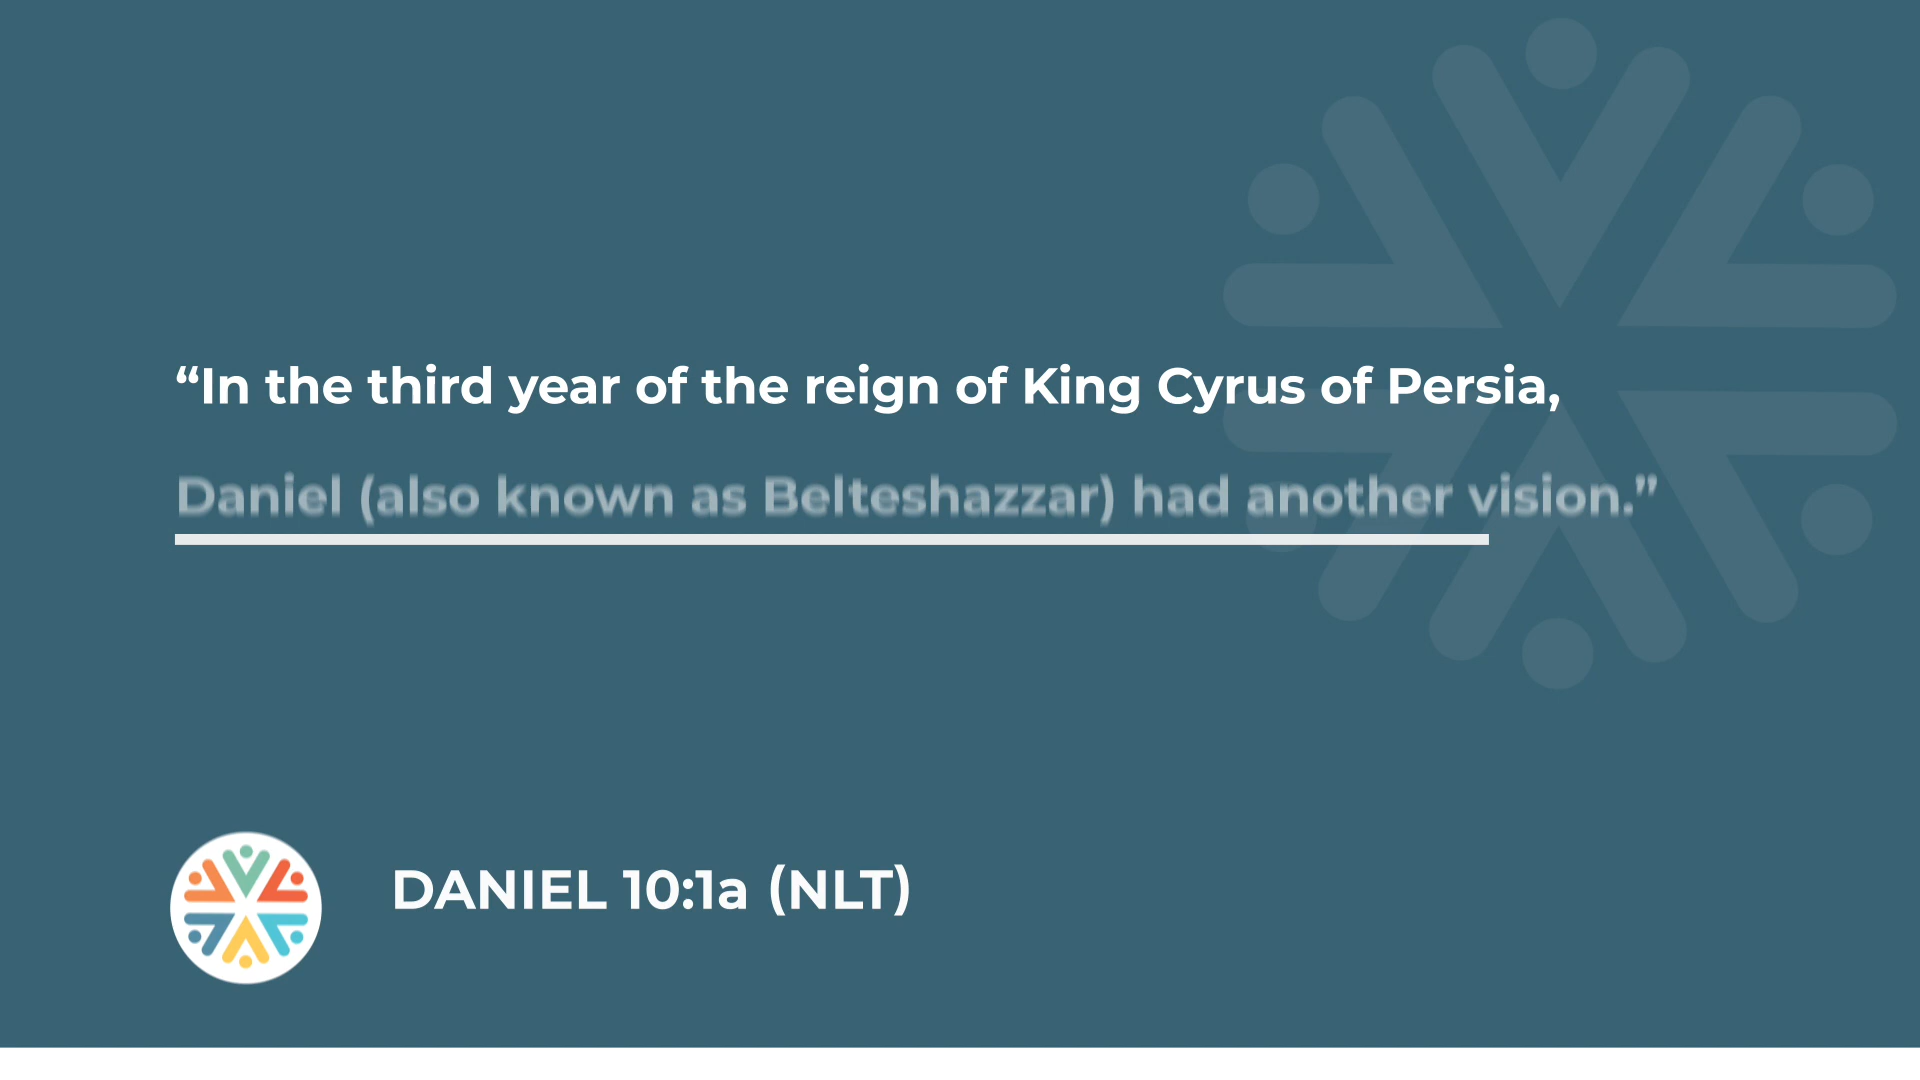 “In the third year of the reign of King Cyrus of Persia,
Daniel (also known as Belteshazzar) had another vision.”
DANIEL 10:1a (NLT)